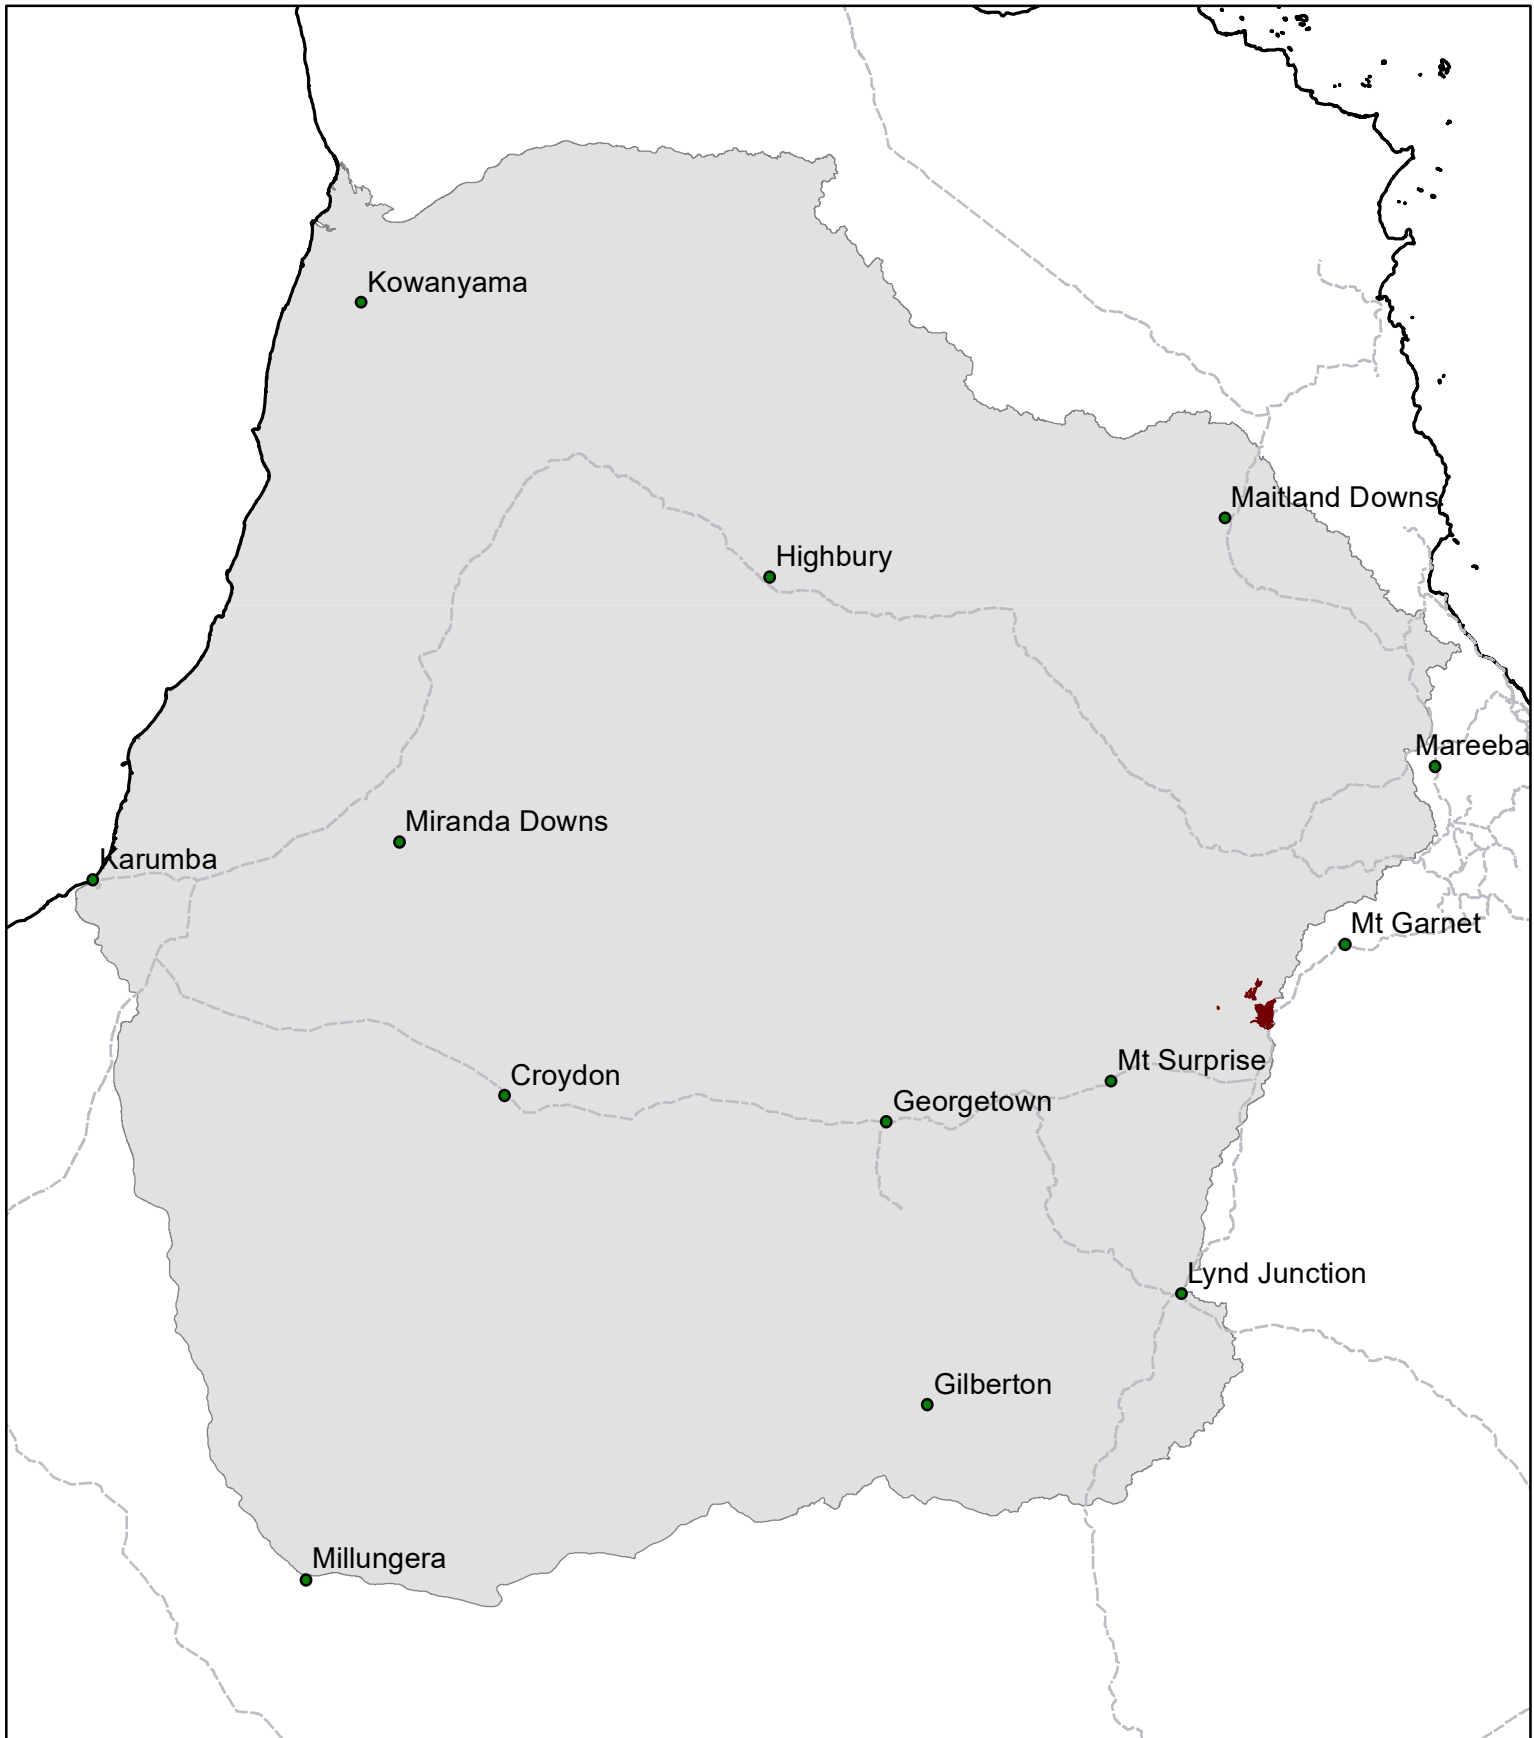 Kowanyama
Maitland Downs
Highbury
Mareeba
Miranda Downs
Karumba
Mt Garnet
Mt Surprise
Croydon
Georgetown
Lynd Junction
Gilberton
Millungera